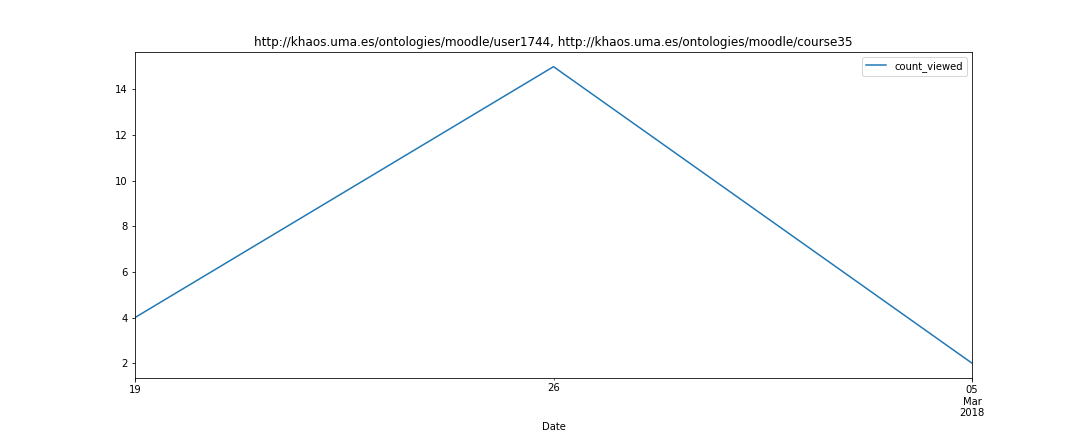 http://khaos.uma.es/ontologies/moodle/user1744, http://khaos.uma.es/ontologies/moodle/course35
count_viewed
14
12
10
8
6
4
2
19
26
05
Mar
2018
Date